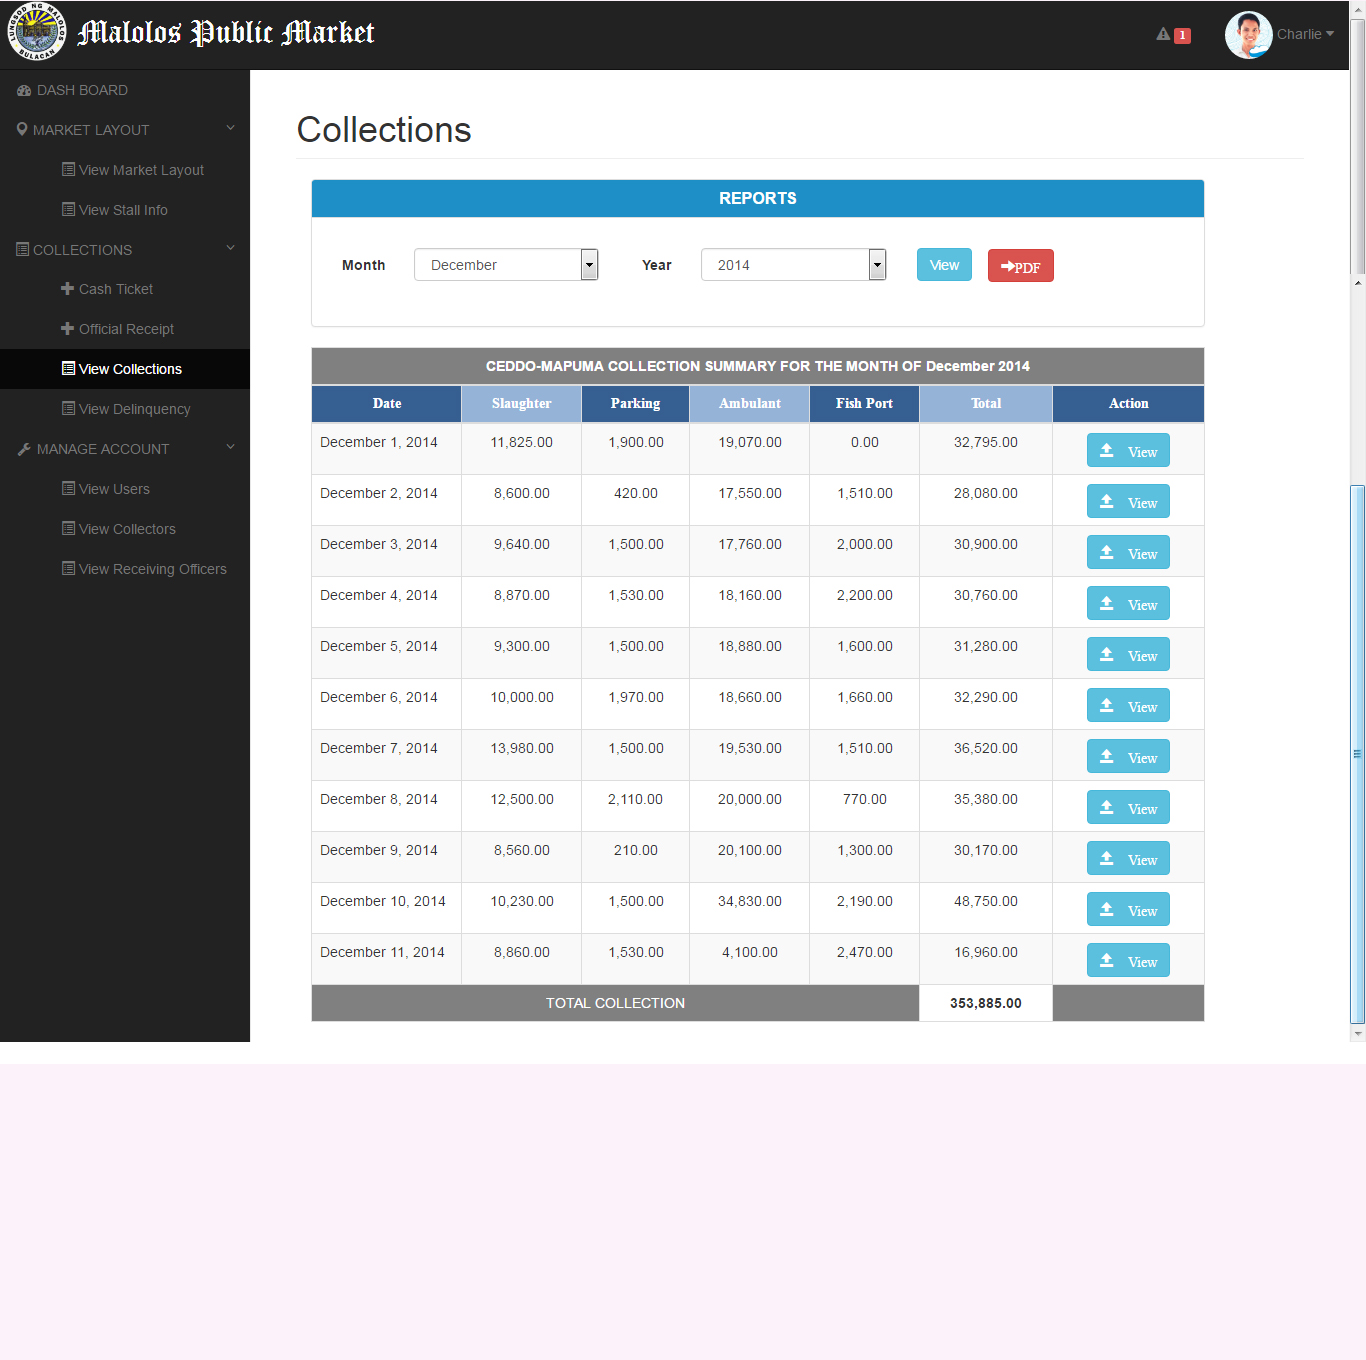 LUNGSOD NG MALOLOS
BULACAN
Malolos Public Market
1
Charlie
DASH BOARD
MARKET LAYOUT
View Market Layout
View Stall Info
COLLECTIONS
Cash Ticket
Official Receipt
View Collections
View Delinquency
MANAGE ACCOUNT
View Users
View Collectors
View Receiving Officers
Collections
REPORTS
Month December Year 2014 View PDF
CEDDO-MAPUMA COLLECTION SUMMARY FOR THE MONTH OF December 2014
Date Slaughter Parking Ambulant Fish Port Total Action
December 1, 2014 11,825.00 1,900.00 19,070.00 0.00 32,795.00 View
December 2, 2014 8,600.00 420.00 17,550.00 1,510.00 28,080.00 View
December 3, 2014 9,640.00 1,500.00 17,760.00 2,000.00 30,900.00 View
December 4, 2014 8,870.00 1,530.00 18,160.00 2,200.00 30,760.00 View
December 5, 2014 9,300.00 1,500.00 18,880.00 1,600.00 31,280.00 View
December 6, 2014 10,000.00 1,970.00 18,660.00 1,660.00 32,290.00 View
December 7, 2014 13,980.00 1,500.00 19,530.00 1,510.00 36,520.00 View
December 8, 2014 12,500.00 2,110.00 20,000.00 770.00 35,380.00 View
December 9, 2014 8,560.00 210.00 20,100.00 1,300.00 30,170.00 View
December 10, 2014 10,230.00 1,500.00 34,830.00 2,190.00 48,750.00 View
December 11, 2014 8,860.00 1,530.00 4,100.00 2,470.00 16,960.00 View
TOTAL COLLECTION 353,885.00